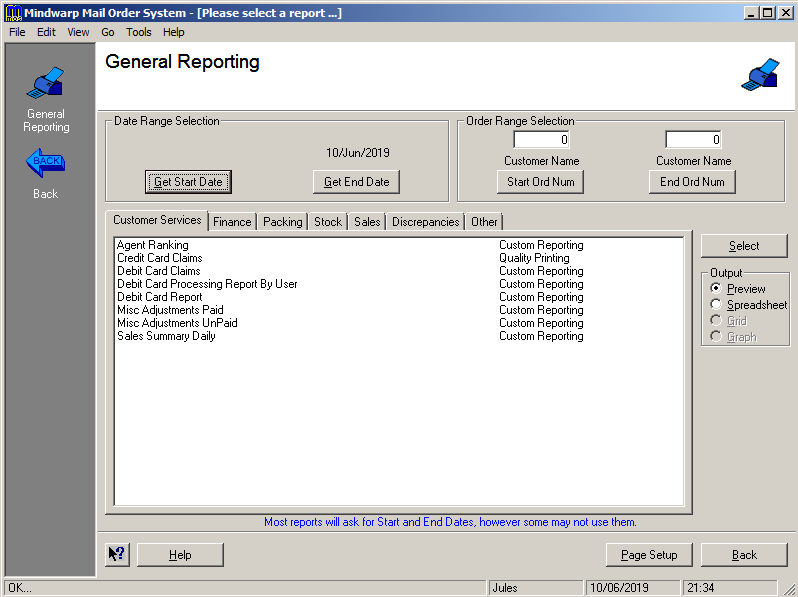 Mindwarp Mail Order System - [Please select a report ...]
File Edit View Go Tools Help
General Reporting
General
Reporting
BACK
Back
Date Range Selection
10/Jun/2019
Get Start Date Get End Date
Order Range Selection
0 0
Customer Name Customer Name
Start Ord Num End Ord Num
Customer Services Finance Packing Stock Sales Discrepancies Other
Agent Ranking Custom Reporting
Credit Card Claims Quality Printing
Debit Card Claims Custom Reporting
Debit Card Processing Report By User Custom Reporting
Debit Card Report Custom Reporting
Misc Adjustments Paid Custom Reporting
Misc Adjustments UnPaid Custom Reporting
Sales Summary Daily Custom Reporting
Select
Output
Preview
Spreadsheet
Grid
Graph
Most reports will ask for Start and End Dates, however some may not use them.
Help Page Setup Back
OK... Jules 10/06/2019 21:34